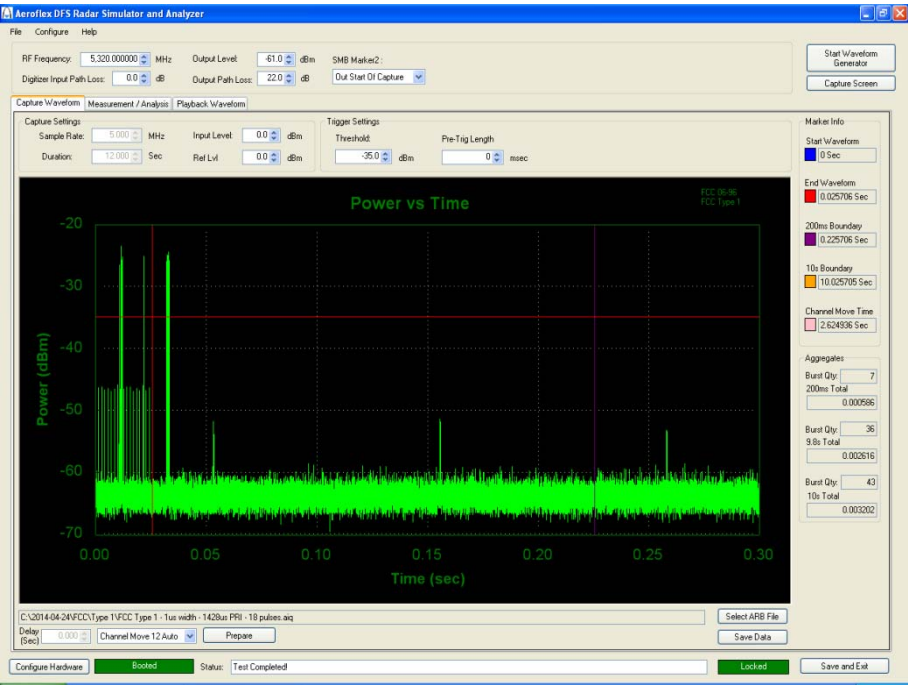 Aeroflex DFS Radar Simulator and Analyzer
File Configure Help
RF Frequency: 5,320.000000 MHz Output Level: -61.0 dBm SMB Marker2 :
Digitizer Input Path Loss: 0.0 dB Output Path Loss: 22.0 dB Out Start Of Capture
Start Waveform Generator
Capture Screen
Capture Waveform Measurement / Analysis Playback Waveform
Capture Settings
Sample Rate: 5.000 MHz Input Level: 0.0 dBm
Duration: 12.000 Sec Ref Lvl 0.0 dBm
Trigger Settings
Threshold: Pre-Trig Length
-35.0 dBm 0 msec
Power vs Time
FCC 06-96
FCC Type 1
-20
-30
-40
-50
-60
-70
Power (dBm)
0.00 0.05 0.10 0.15 0.20 0.25 0.30
Time (sec)
Marker Info
Start Waveform
0 Sec
End Waveform
0.025706 Sec
200ms Boundary
0.225706 Sec
10s Boundary
10.025705 Sec
Channel Move Time
2.624936 Sec
Aggregates
Burst Qty: 7
200ms Total
0.000586
Burst Qty: 36
9.8s Total
0.002616
Burst Qty: 43
10s Total
0.003202
C:\2014-04-24\FCC\Type 1\FCC Type 1 - 1us width - 1428us PRI - 18 pulses.aiq Select ARB File
Delay (Sec) 0.000 Channel Move 12 Auto Prepare Save Data
Configure Hardware Booted Status: Test Completed! Locked Save and Exit